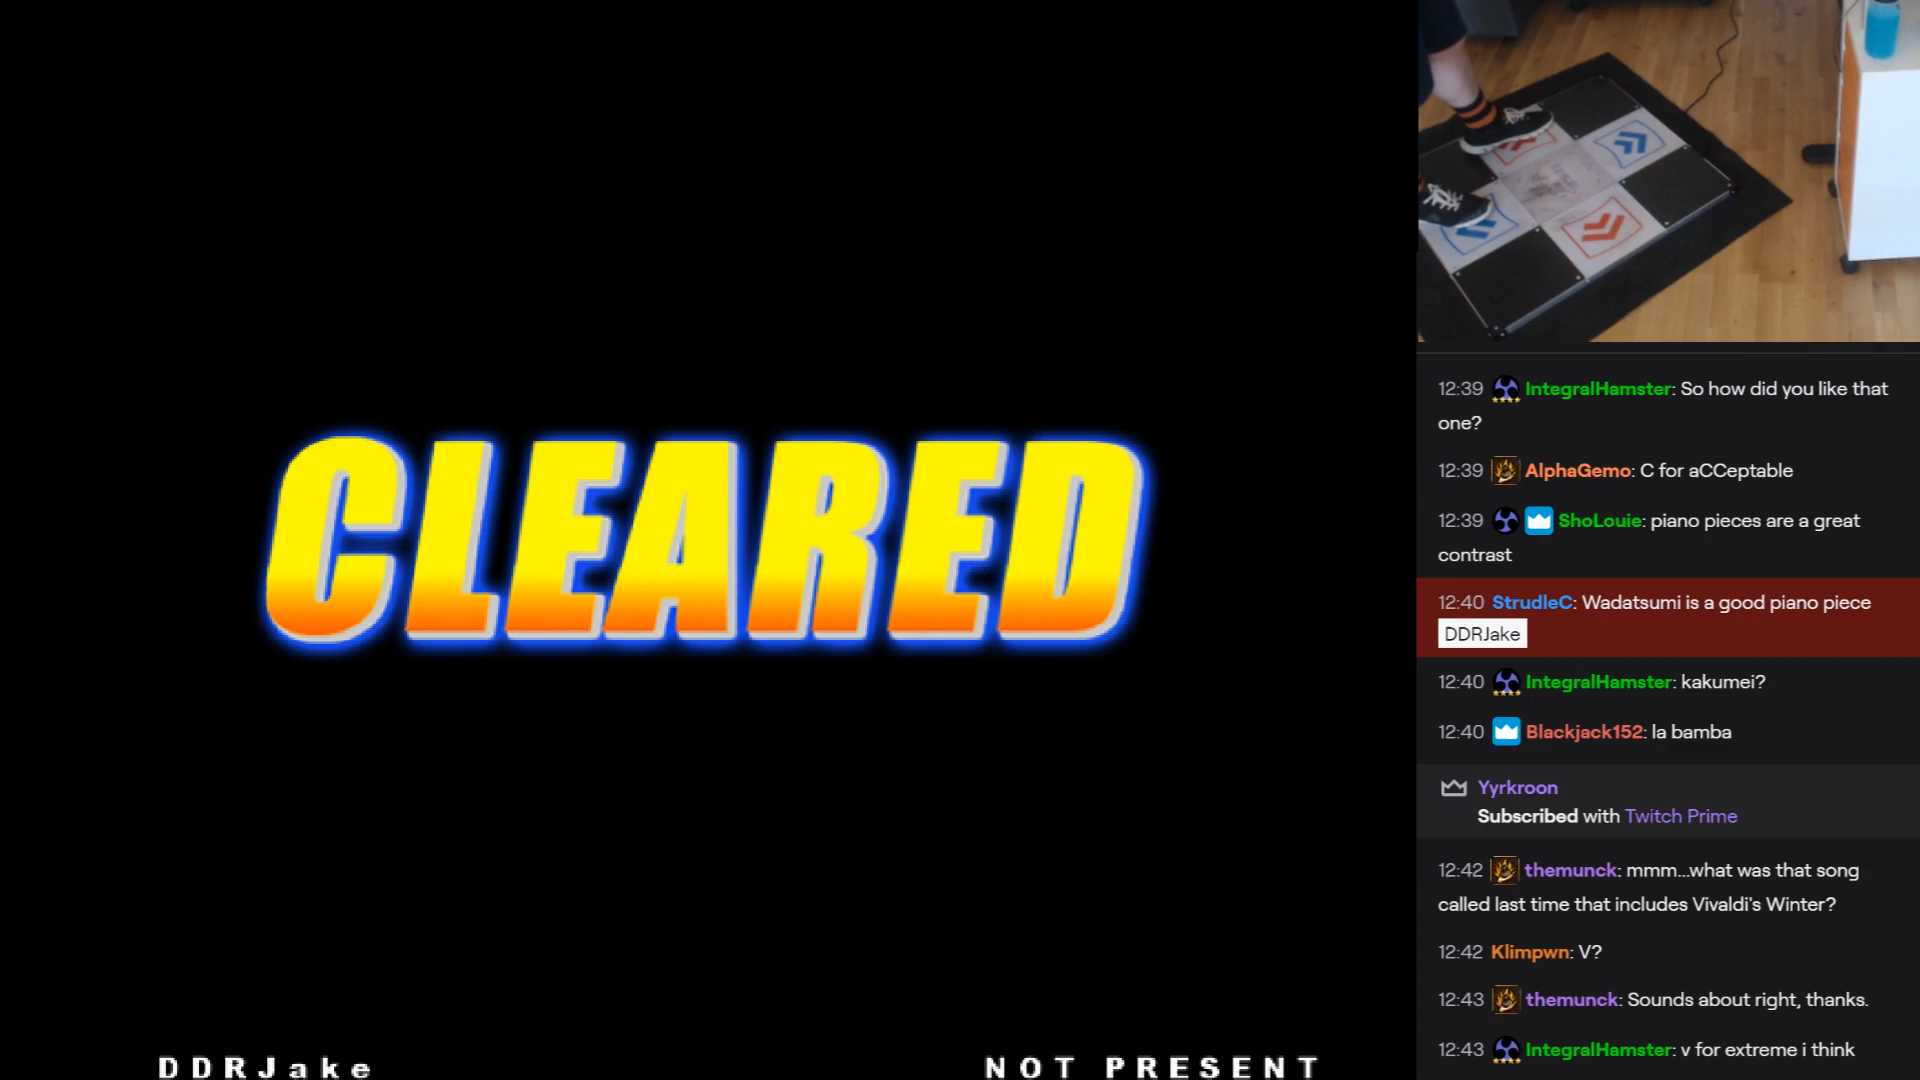 CLEARED
DDRJake
NOT PRESENT
12:39 IntegralHamster: So how did you like that
one?
12:39 AlphaGemo: C for aCCeptable
12:39 ShoLouie: piano pieces are a great
contrast
12:40 StrudleC: Wadatsumi is a good piano piece
DDRJake
12:40 IntegralHamster: kakumei?
12:40 Blackjack152: la bamba
Yyrkroon
Subscribed with Twitch Prime
12:42 themunck: mmm...what was that song
called last time that includes Vivaldi's Winter?
12:42 Klimpwn: V?
12:43 themunck: Sounds about right, thanks.
12:43 IntegralHamster: v for extreme i think